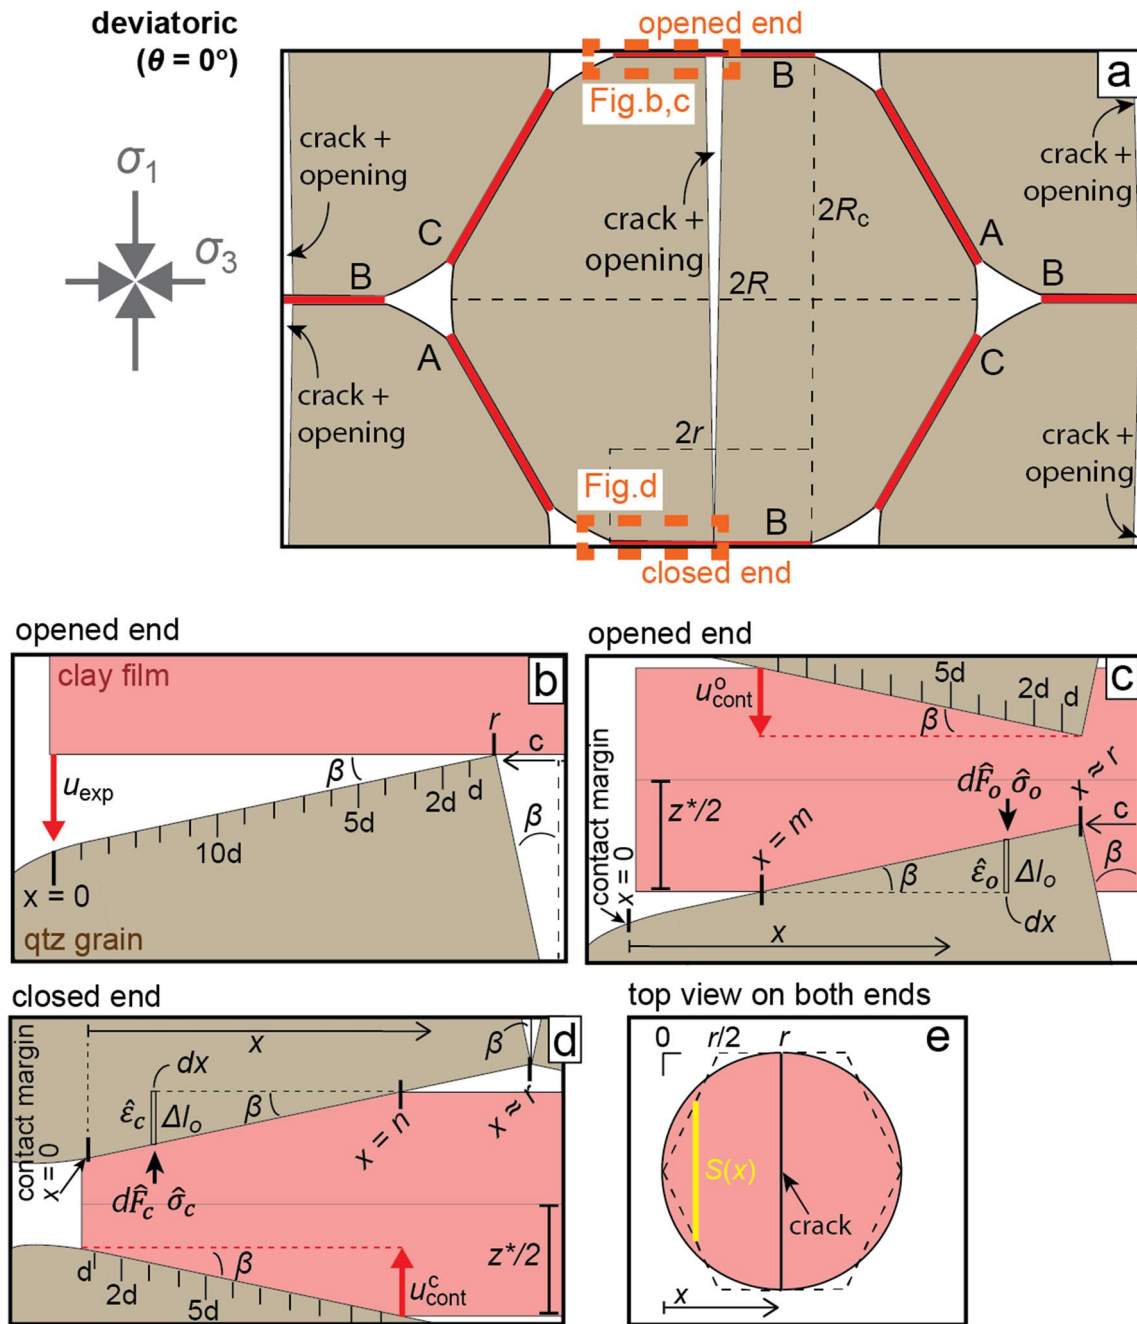 deviatoric
(θ = 0°)
σ1
σ3
opened end
a
Fig.b,c
B
crack +
opening
crack +
opening
crack +
opening
C
2Rc
A
B
2R
B
A
C
crack +
opening
2r
crack +
opening
Fig.d
B
closed end
opened end
clay film
b
r
c
uexp
β
d
2d
5d
10d
β
x = 0
qtz grain
opened end
c
5d
2d
d
uocont
β
contact margin
x = 0
z*/2
x = m
dF̂o σ̂o
x ≈ r
c
β
β
ε̂o
Δlo
dx
x
closed end
d
x
β
contact margin
x = 0
dx
ε̂c
Δlo
β
x = n
x ≈ r
dF̂c σ̂c
z*/2
d
2d
5d
β
uccont
top view on both ends
e
0
r/2
r
S(x)
crack
x